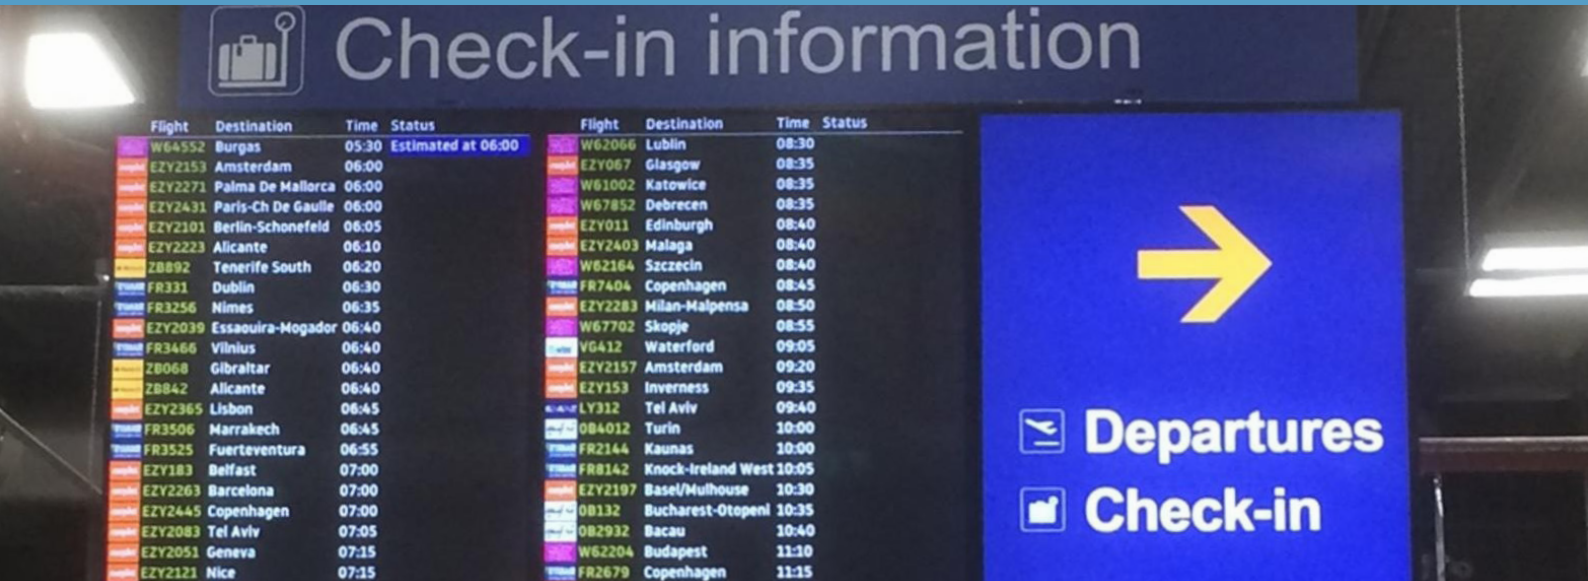 Check-in information
Flight Destination Time Status
W64552 Burgas 05:30 Estimated at 06:00
EZY2153 Amsterdam 06:00
EZY2271 Palma De Mallorca 06:00
EZY2431 Paris-Ch De Gaulle 06:00
EZY2101 Berlin-Schonefeld 06:05
EZY2223 Alicante 06:10
ZB892 Tenerife South 06:20
FR331 Dublin 06:30
FR3256 Nimes 06:35
EZY2039 Essaouira-Mogador 06:40
FR3466 Vilnius 06:40
ZB068 Gibraltar 06:40
ZB842 Alicante 06:40
EZY2365 Lisbon 06:45
FR3506 Marrakech 06:45
FR3525 Fuerteventura 06:55
EZY183 Belfast 07:00
EZY2263 Barcelona 07:00
EZY2445 Copenhagen 07:00
EZY2083 Tel Aviv 07:05
EZY2051 Geneva 07:15
EZY2121 Nice 07:15
Flight Destination Time Status
W62066 Lublin 08:30
EZY067 Glasgow 08:35
W61002 Katowice 08:35
W67852 Debrecen 08:35
EZY011 Edinburgh 08:40
EZY2403 Malaga 08:40
W62164 Szczecin 08:40
FR7404 Copenhagen 08:45
EZY2283 Milan-Malpensa 08:50
W67702 Skopje 08:55
VG412 Waterford 09:05
EZY2157 Amsterdam 09:20
EZY153 Inverness 09:35
LY312 Tel Aviv 09:40
0B4012 Turin 10:00
FR2144 Kaunas 10:00
FR8142 Knock-Ireland West 10:05
EZY2197 Basel/Mulhouse 10:30
0B132 Bucharest-Otopeni 10:35
0B2932 Bacau 10:40
W62204 Budapest 11:10
FR2679 Copenhagen 11:15
Departures
Check-in